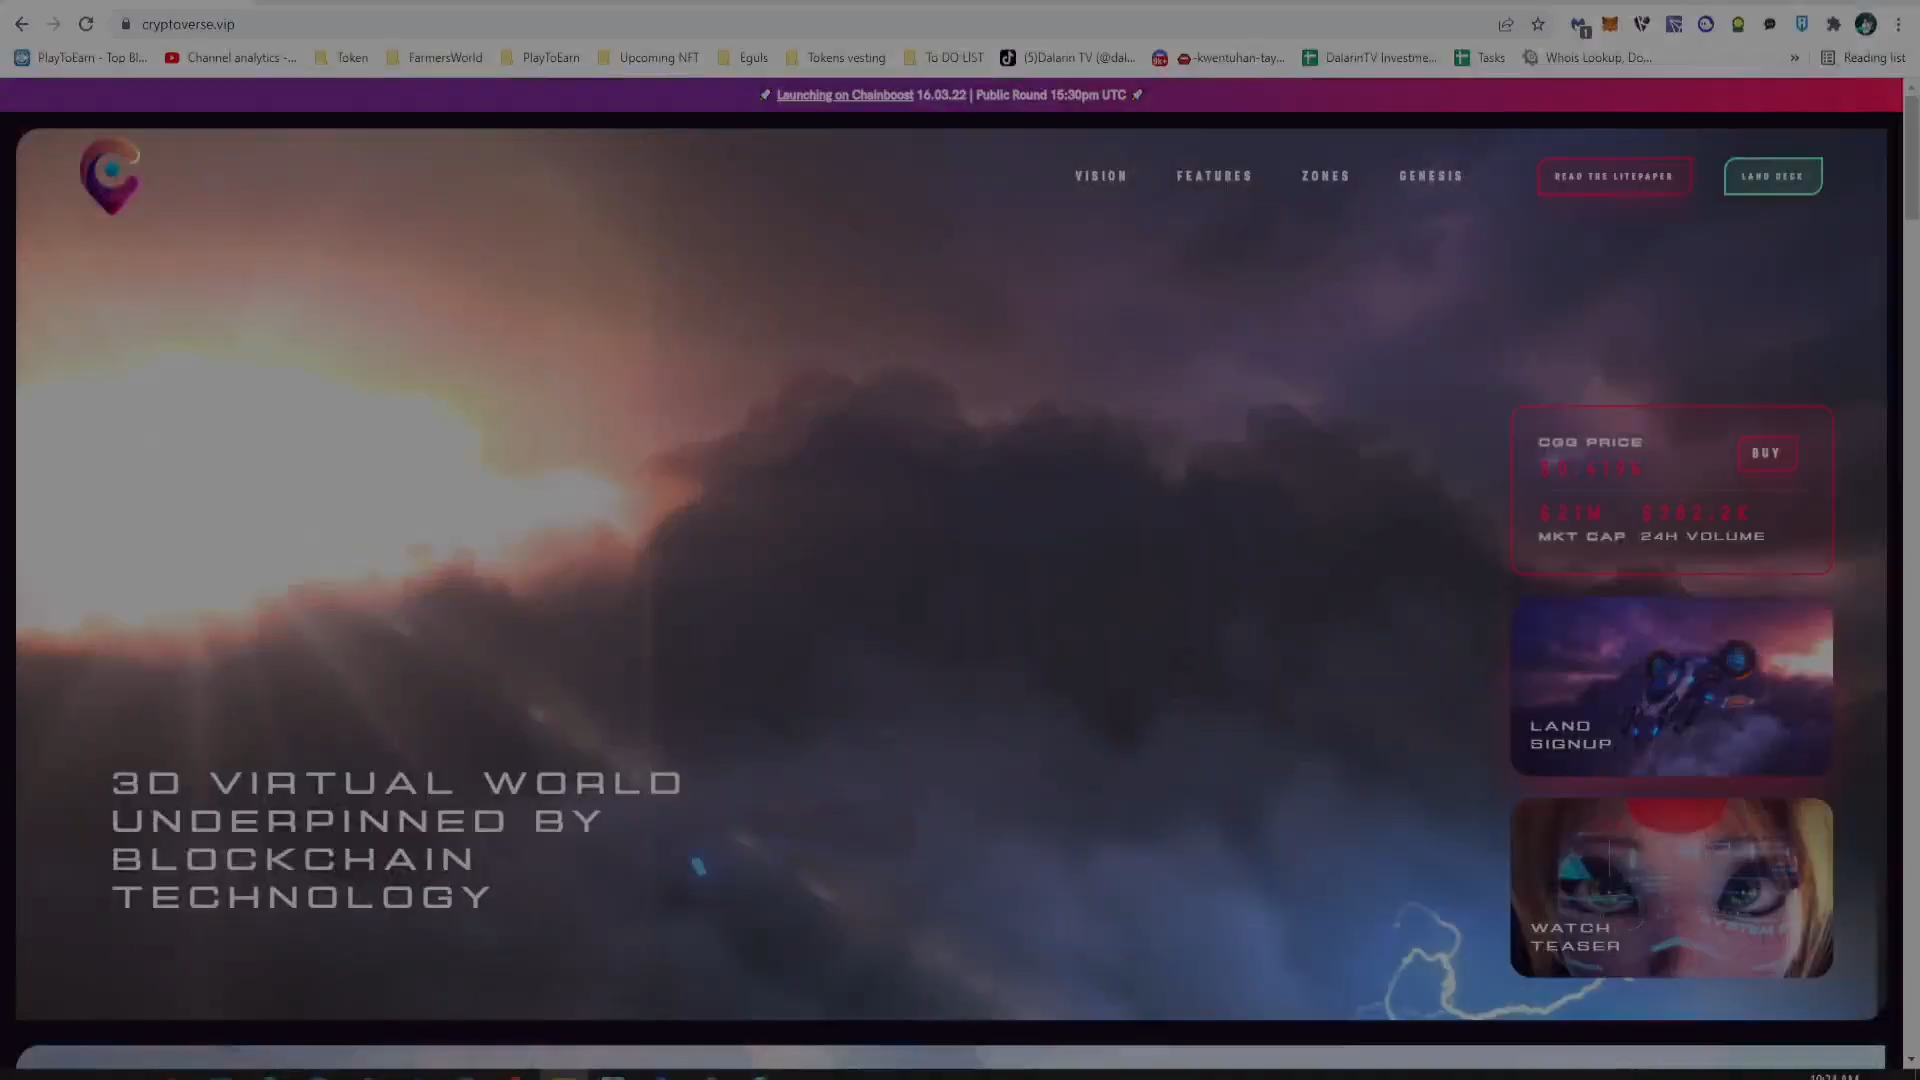 cryptoverse.vip
PlayToEarn - Top Bl...
Channel analytics -...
Token
FarmersWorld
PlayToEarn
Upcoming NFT
Eguls
Tokens vesting
To DO LIST
(5)Dalarin TV (@dal...
-kwentuhan-tay...
DalarinTV Investme...
Tasks
Whois Lookup, Do...
»
Reading list
Launching on Chainboost 16.03.22 | Public Round 15:30pm UTC
VISION
FEATURES
ZONES
GENESIS
READ THE LITEPAPER
LAND DECK
CGG PRICE
BUY
$21M
MKT CAP 24H VOLUME
LAND
SIGNUP
3D VIRTUAL WORLD
UNDERPINNED BY
BLOCKCHAIN
TECHNOLOGY
WATCH
TEASER